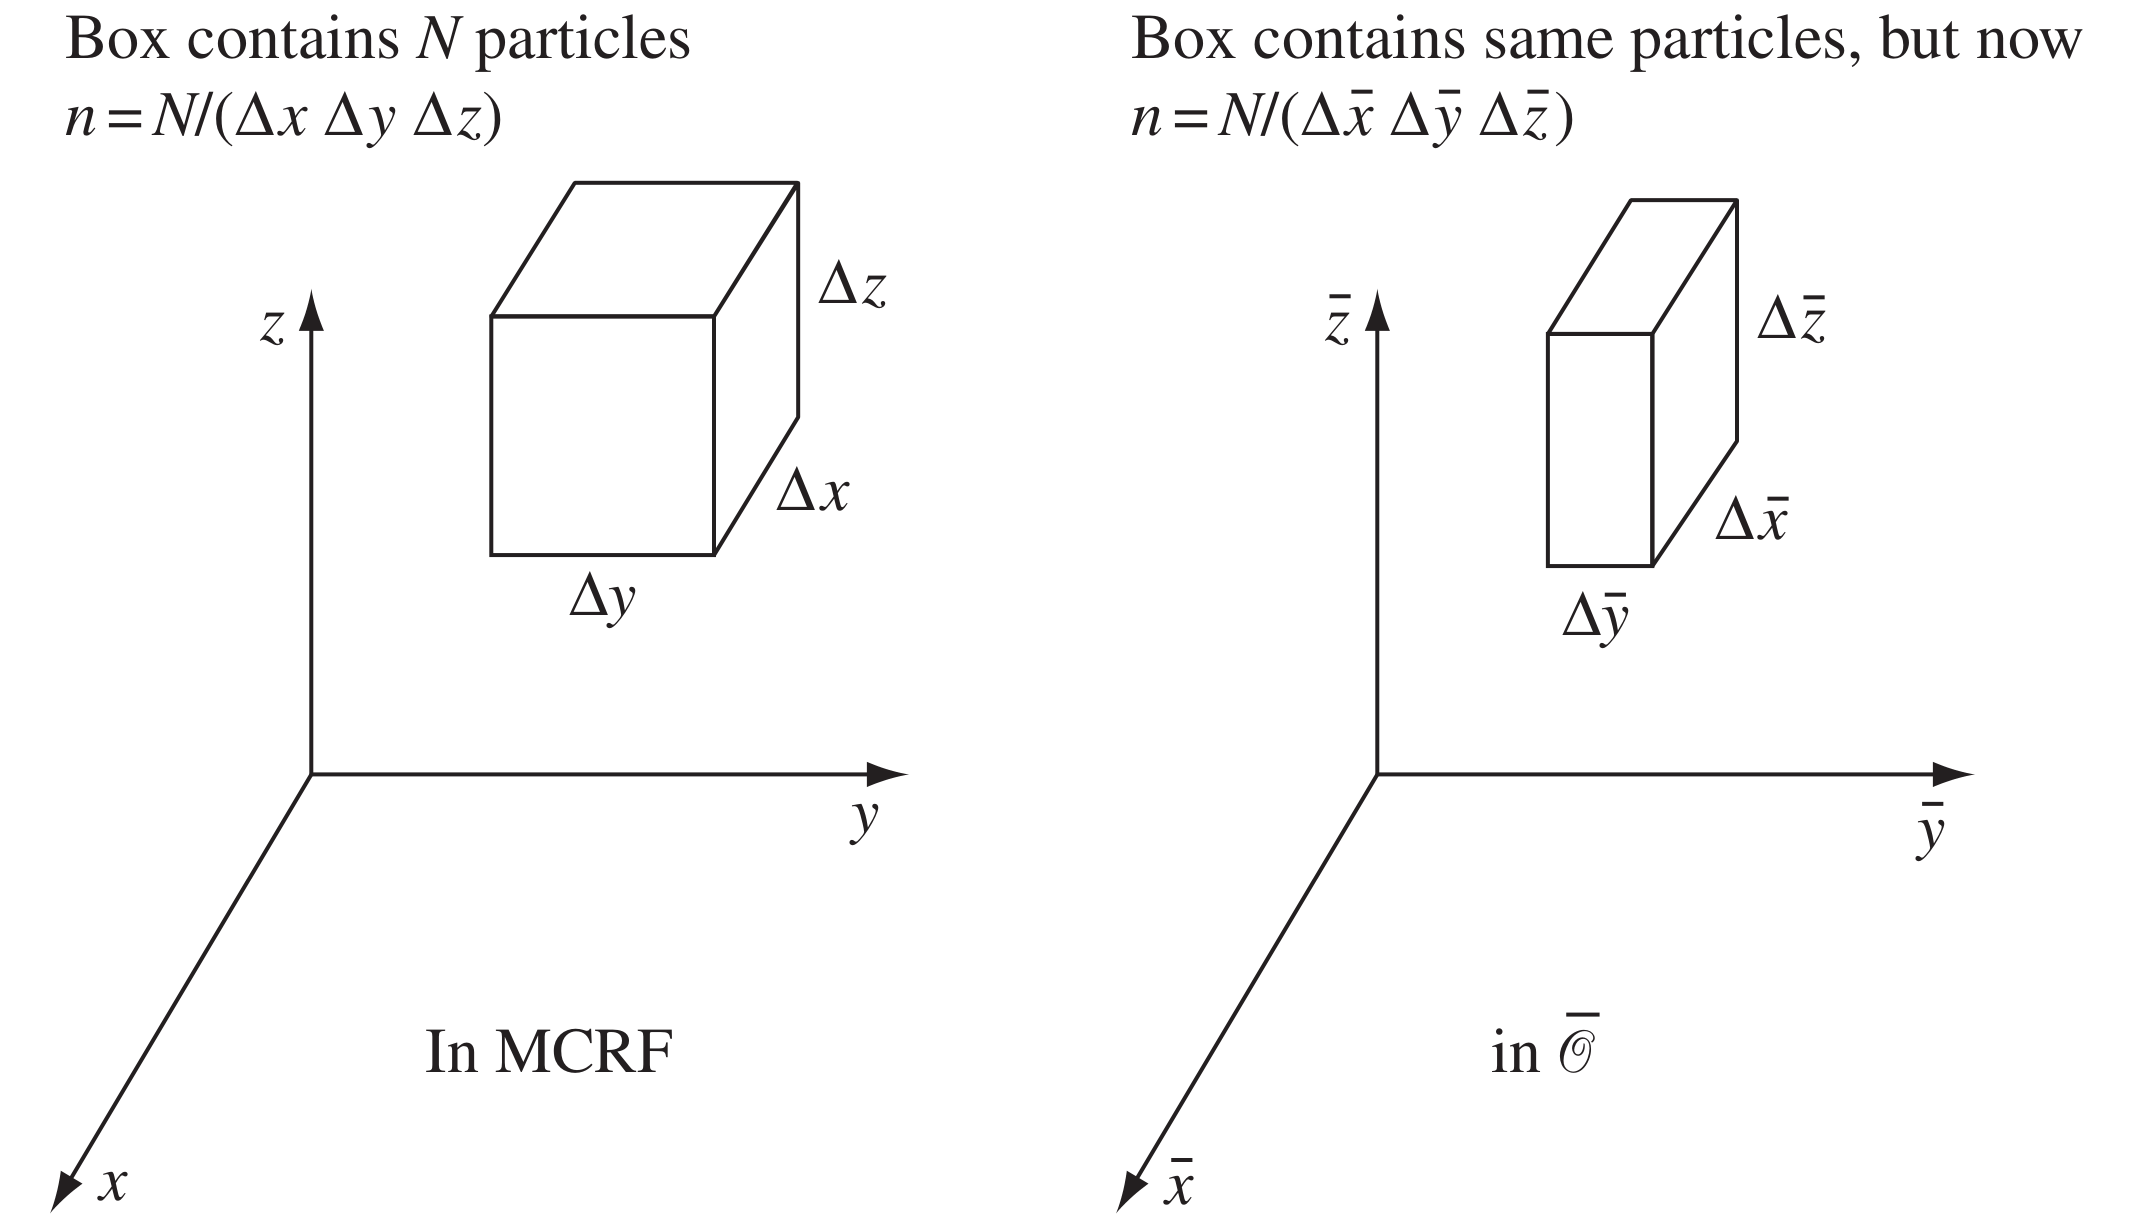 Box contains N particles
n = N/(Δx Δy Δz)
Δz
z
Δx
Δy
y
In MCRF
x
Box contains same particles, but now
n = N/(Δx̄ Δȳ Δz̄)
z̄
Δz̄
Δx̄
Δȳ
ȳ
in 𝒪̄
x̄